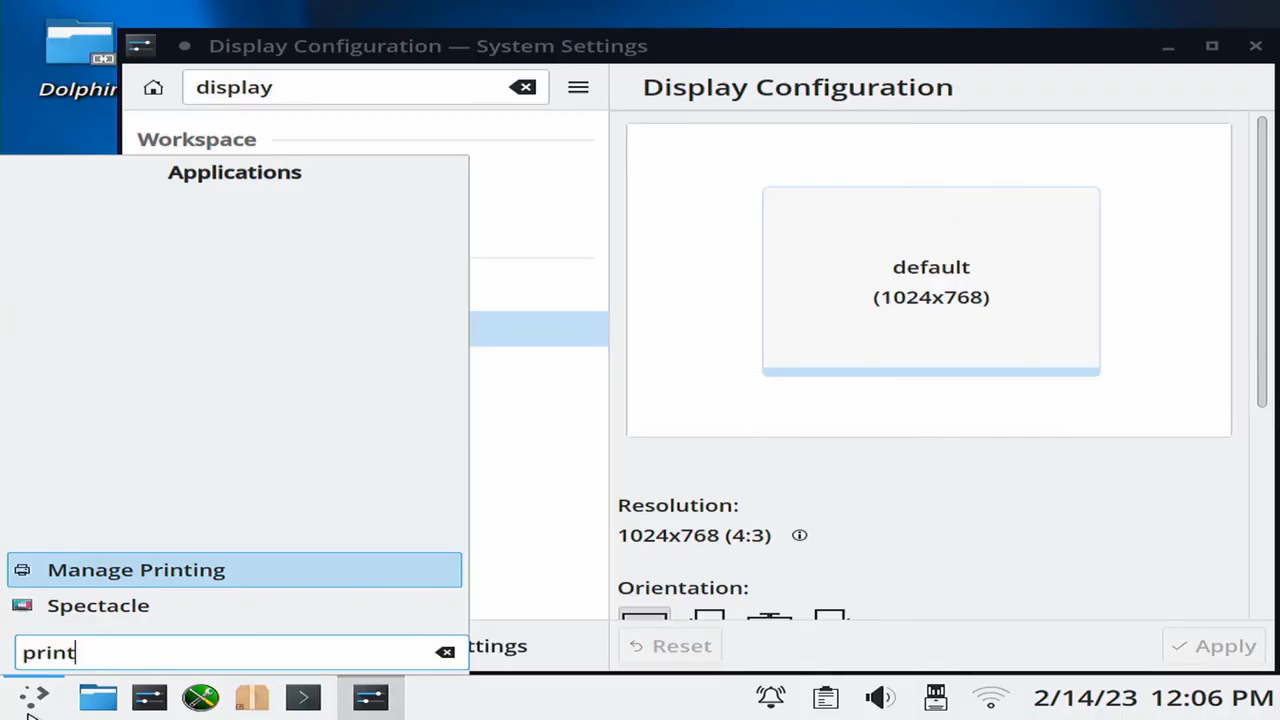 Dolphin
Display Configuration — System Settings
display
Display Configuration
Workspace
Applications
default
(1024x768)
Resolution:
1024x768 (4:3)
Orientation:
Manage Printing
Spectacle
print
ttings
Reset
Apply
2/14/23 12:06 PM